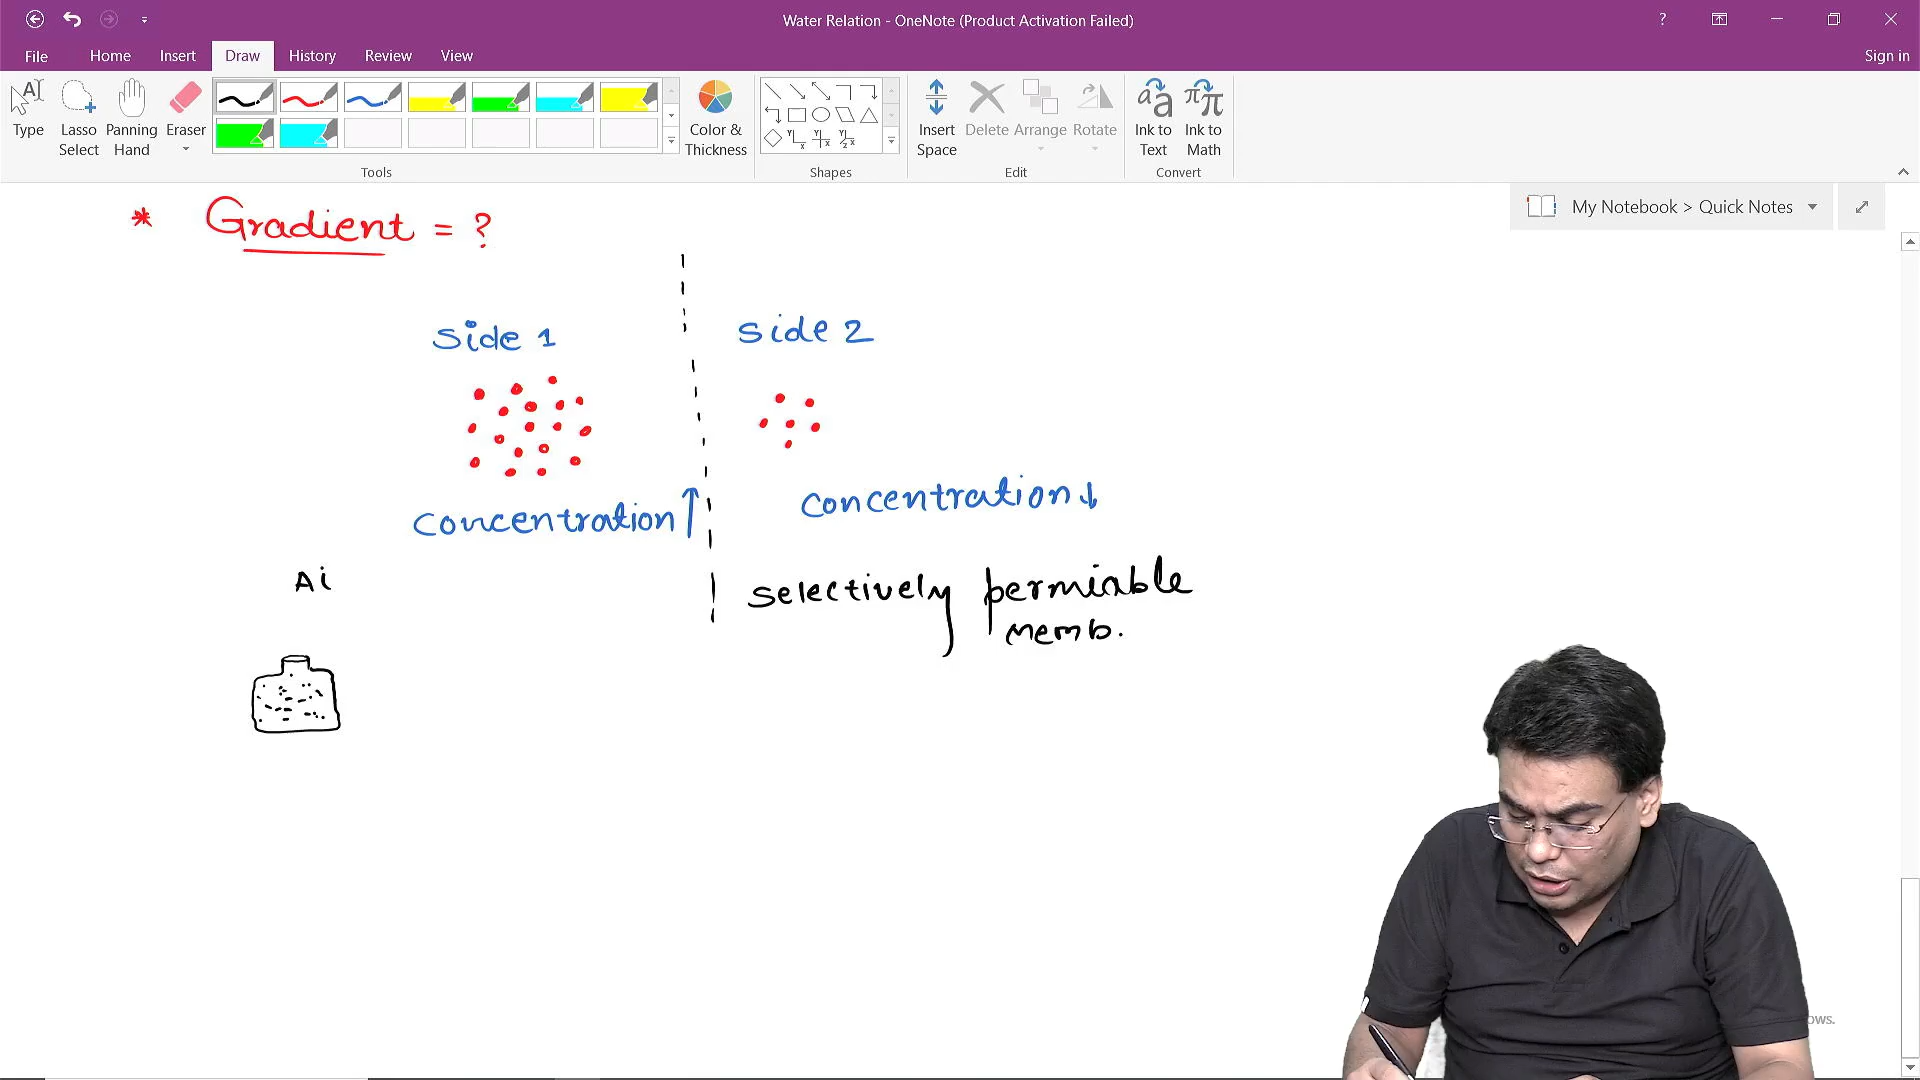 Water Relation - OneNote (Product Activation Failed)
?
File Home Insert Draw History Review View
Sign in
Type
Lasso Select
Panning Hand
Eraser
Color & Thickness
Insert Space
Delete
Arrange
Rotate
Ink to Text
Ink to Math
Tools
Shapes
Edit
Convert
My Notebook > Quick Notes
* Gradient = ?
Side 1
Side 2
Concentration ↑
Concentration ↓
Ai
selectively permiable
memb.
ows.